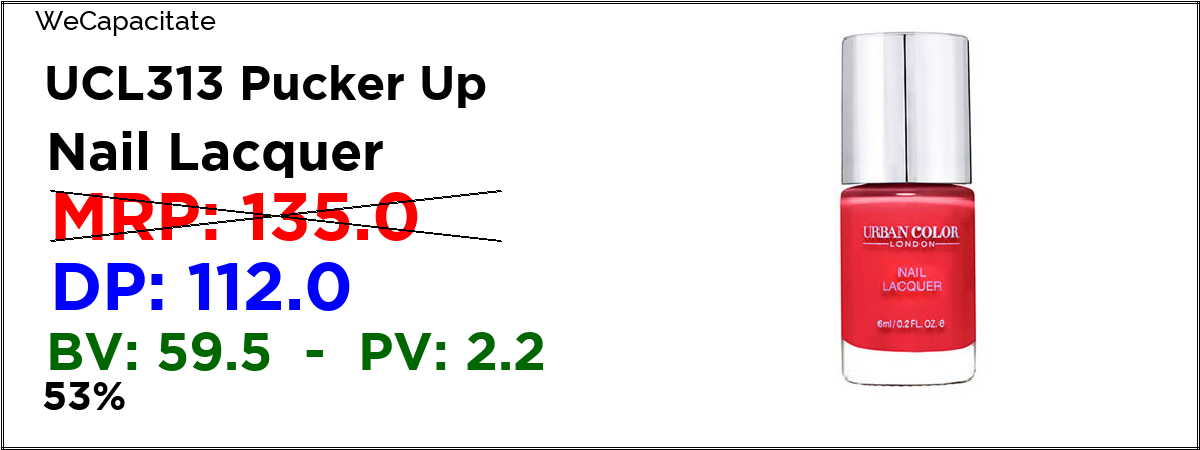 WeCapacitate
UCL313 Pucker Up
Nail Lacquer
MRP: 135.0
DP: 112.0
BV: 59.5 - PV: 2.2
53%
URBAN COLOR
LONDON
NAIL
LACQUER
6ml/0.2 FL. OZ. e